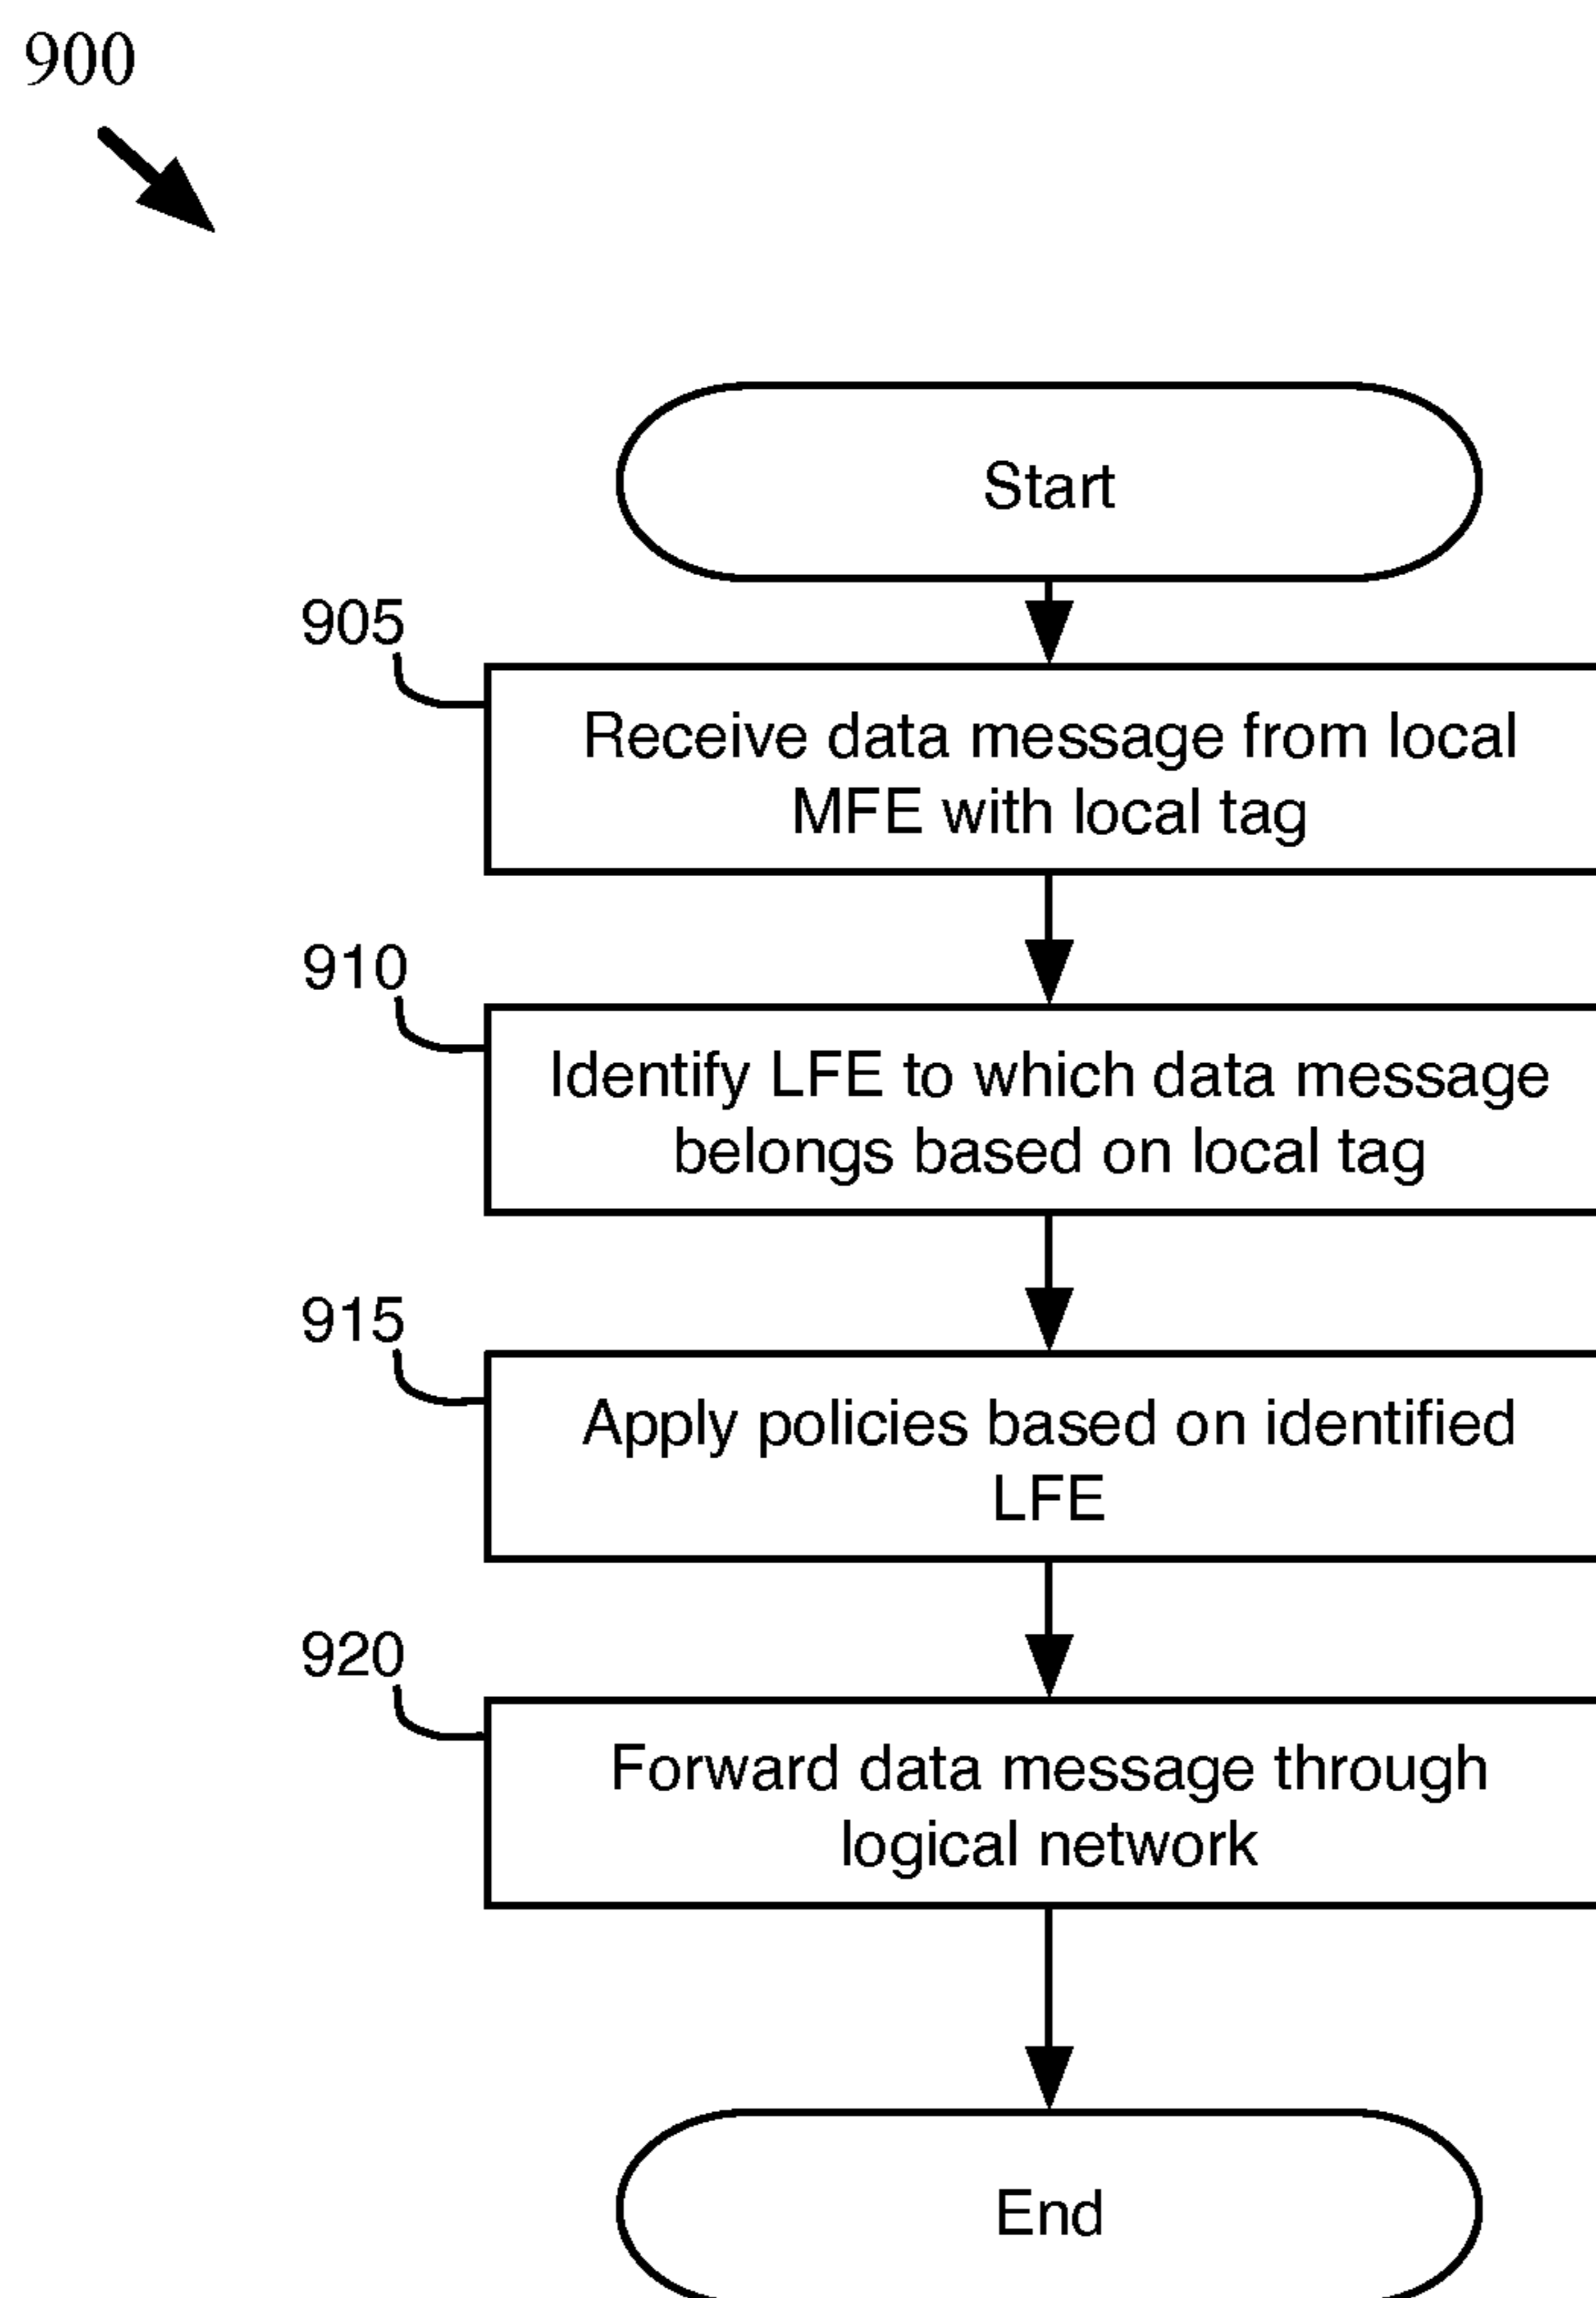 900
Start
905
Receive data message from local
MFE with local tag
910
Identify LFE to which data message
belongs based on local tag
915
Apply policies based on identified
LFE
920
Forward data message through
logical network
End